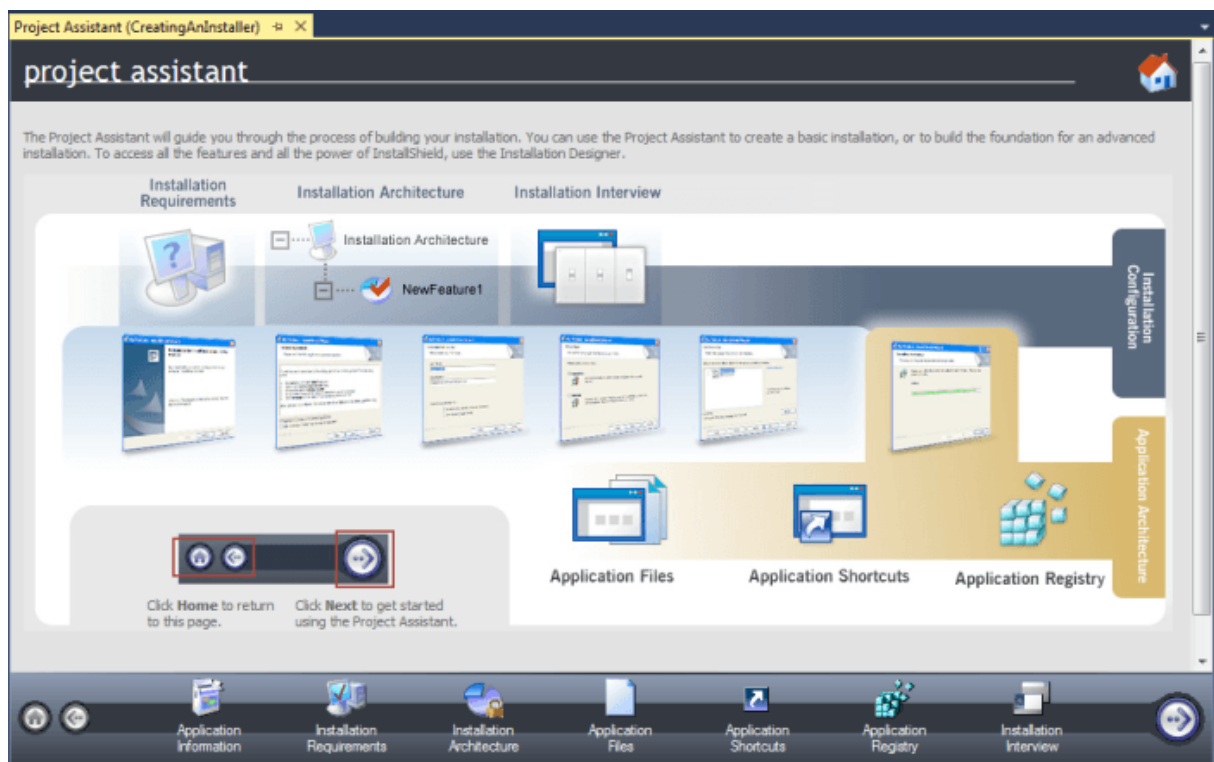 Project Assistant (CreatingAnInstaller)
project assistant
The Project Assistant will guide you through the process of building your installation. You can use the Project Assistant to create a basic installation, or to build the foundation for an advanced
installation. To access all the features and all the power of InstallShield, use the Installation Designer.
Installation
Requirements
Installation Architecture
Installation Interview
Installation Architecture
NewFeature1
Installation
Configuration
Application Architecture
Application Files
Application Shortcuts
Application Registry
Click Home to return
to this page.
Click Next to get started
using the Project Assistant.
Application
Information
Installation
Requirements
Installation
Architecture
Application
Files
Application
Shortcuts
Application
Registry
Installation
Interview